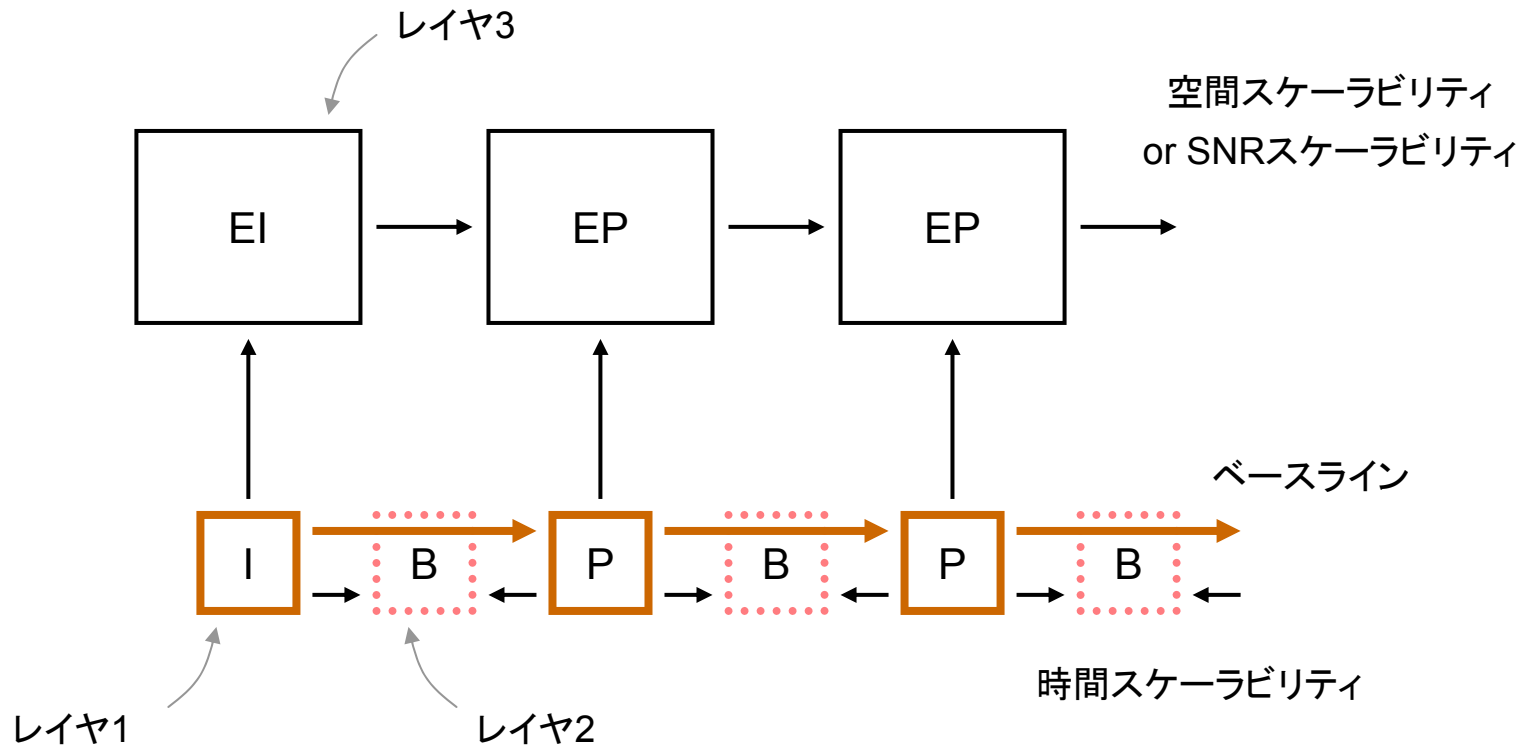 レイヤ3
空間スケーラビリティ
or SNRスケーラビリティ
EI
EP
EP
ベースライン
I
B
P
B
P
B
時間スケーラビリティ
レイヤ1
レイヤ2